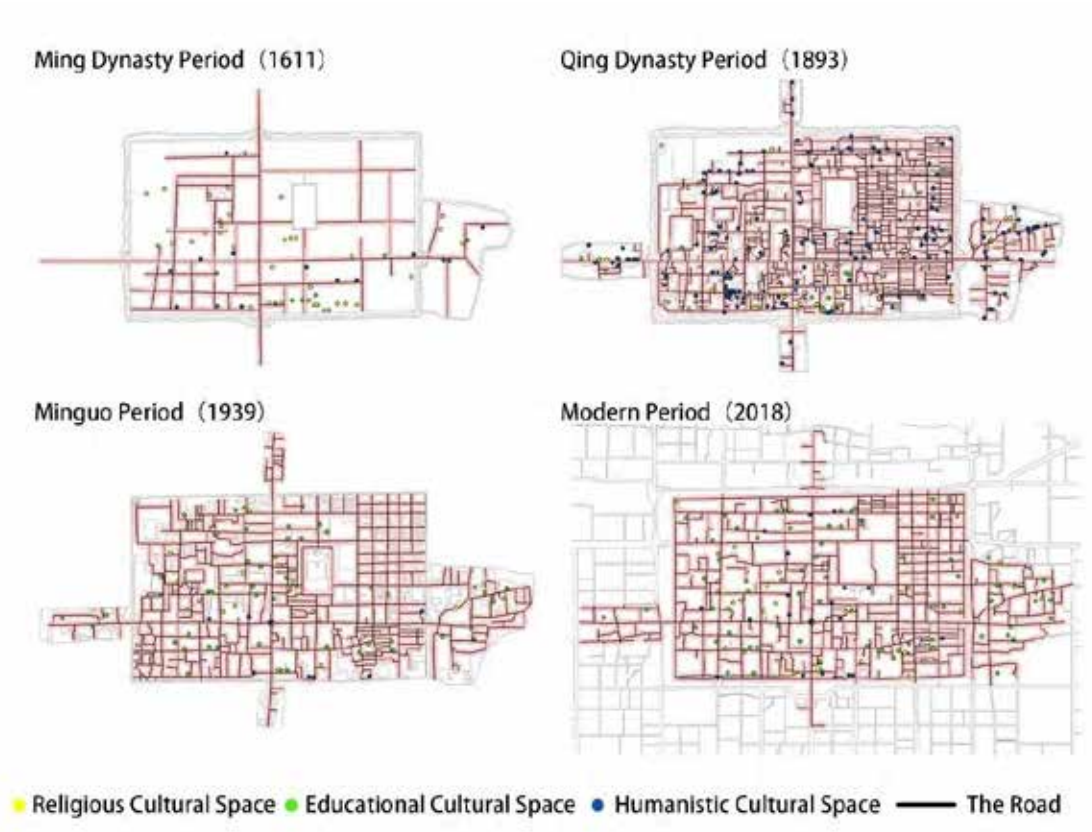 Ming Dynasty Period（1611）
Qing Dynasty Period（1893）
Minguo Period（1939）
Modern Period（2018）
Religious Cultural Space
Educational Cultural Space
Humanistic Cultural Space
The Road